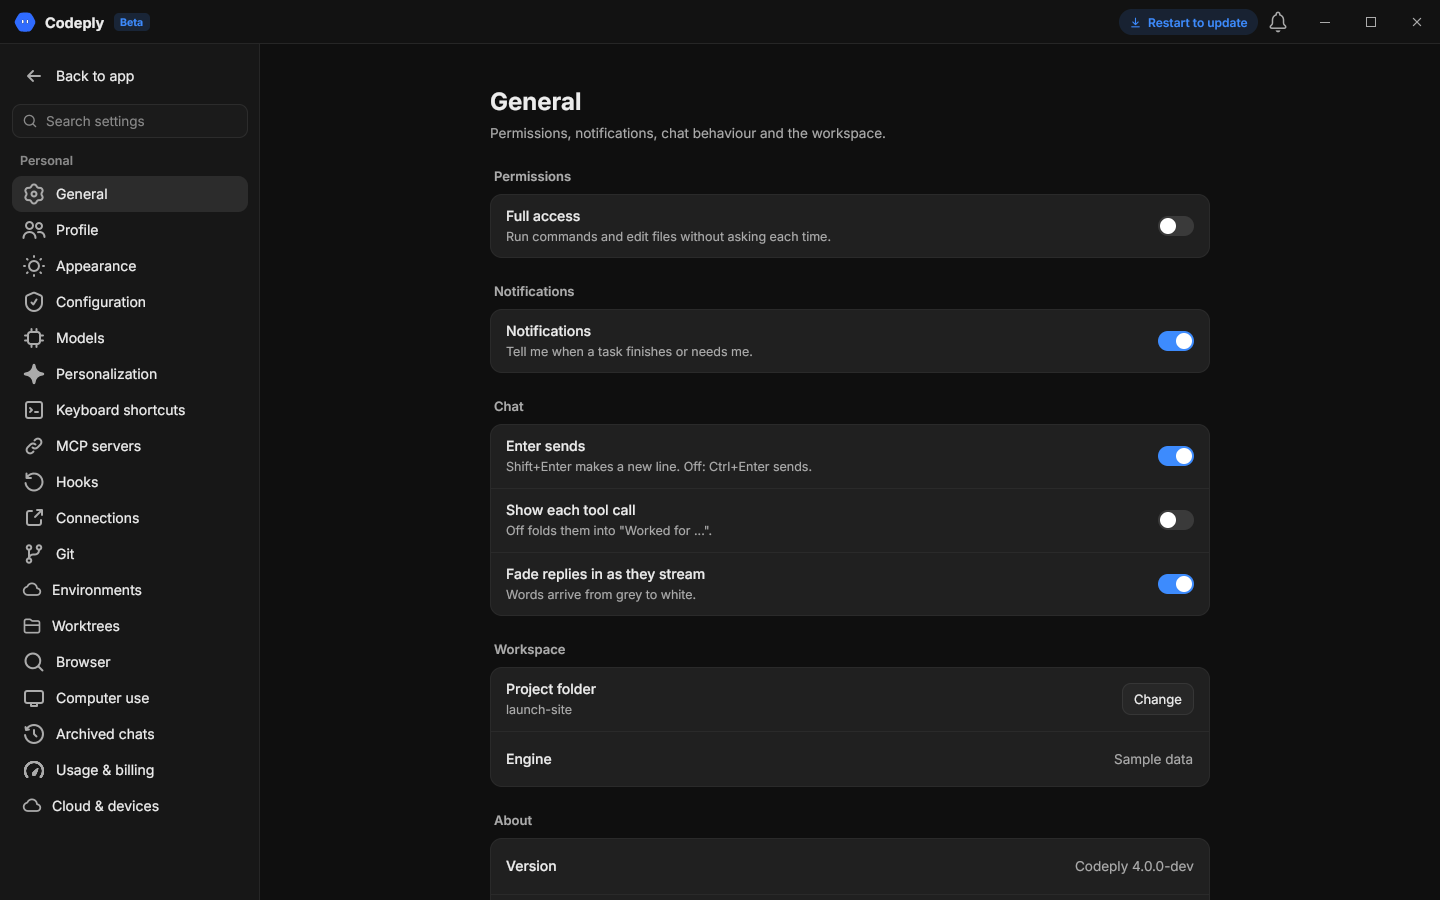 Codeply Beta
Restart to update
Back to app
Search settings
Personal
General
Profile
Appearance
Configuration
Models
Personalization
Keyboard shortcuts
MCP servers
Hooks
Connections
Git
Environments
Worktrees
Browser
Computer use
Archived chats
Usage & billing
Cloud & devices
General
Permissions, notifications, chat behaviour and the workspace.
Permissions
Full access
Run commands and edit files without asking each time.
Notifications
Notifications
Tell me when a task finishes or needs me.
Chat
Enter sends
Shift+Enter makes a new line. Off: Ctrl+Enter sends.
Show each tool call
Off folds them into "Worked for ...".
Fade replies in as they stream
Words arrive from grey to white.
Workspace
Project folder
launch-site
Change
Engine
Sample data
About
Version
Codeply 4.0.0-dev